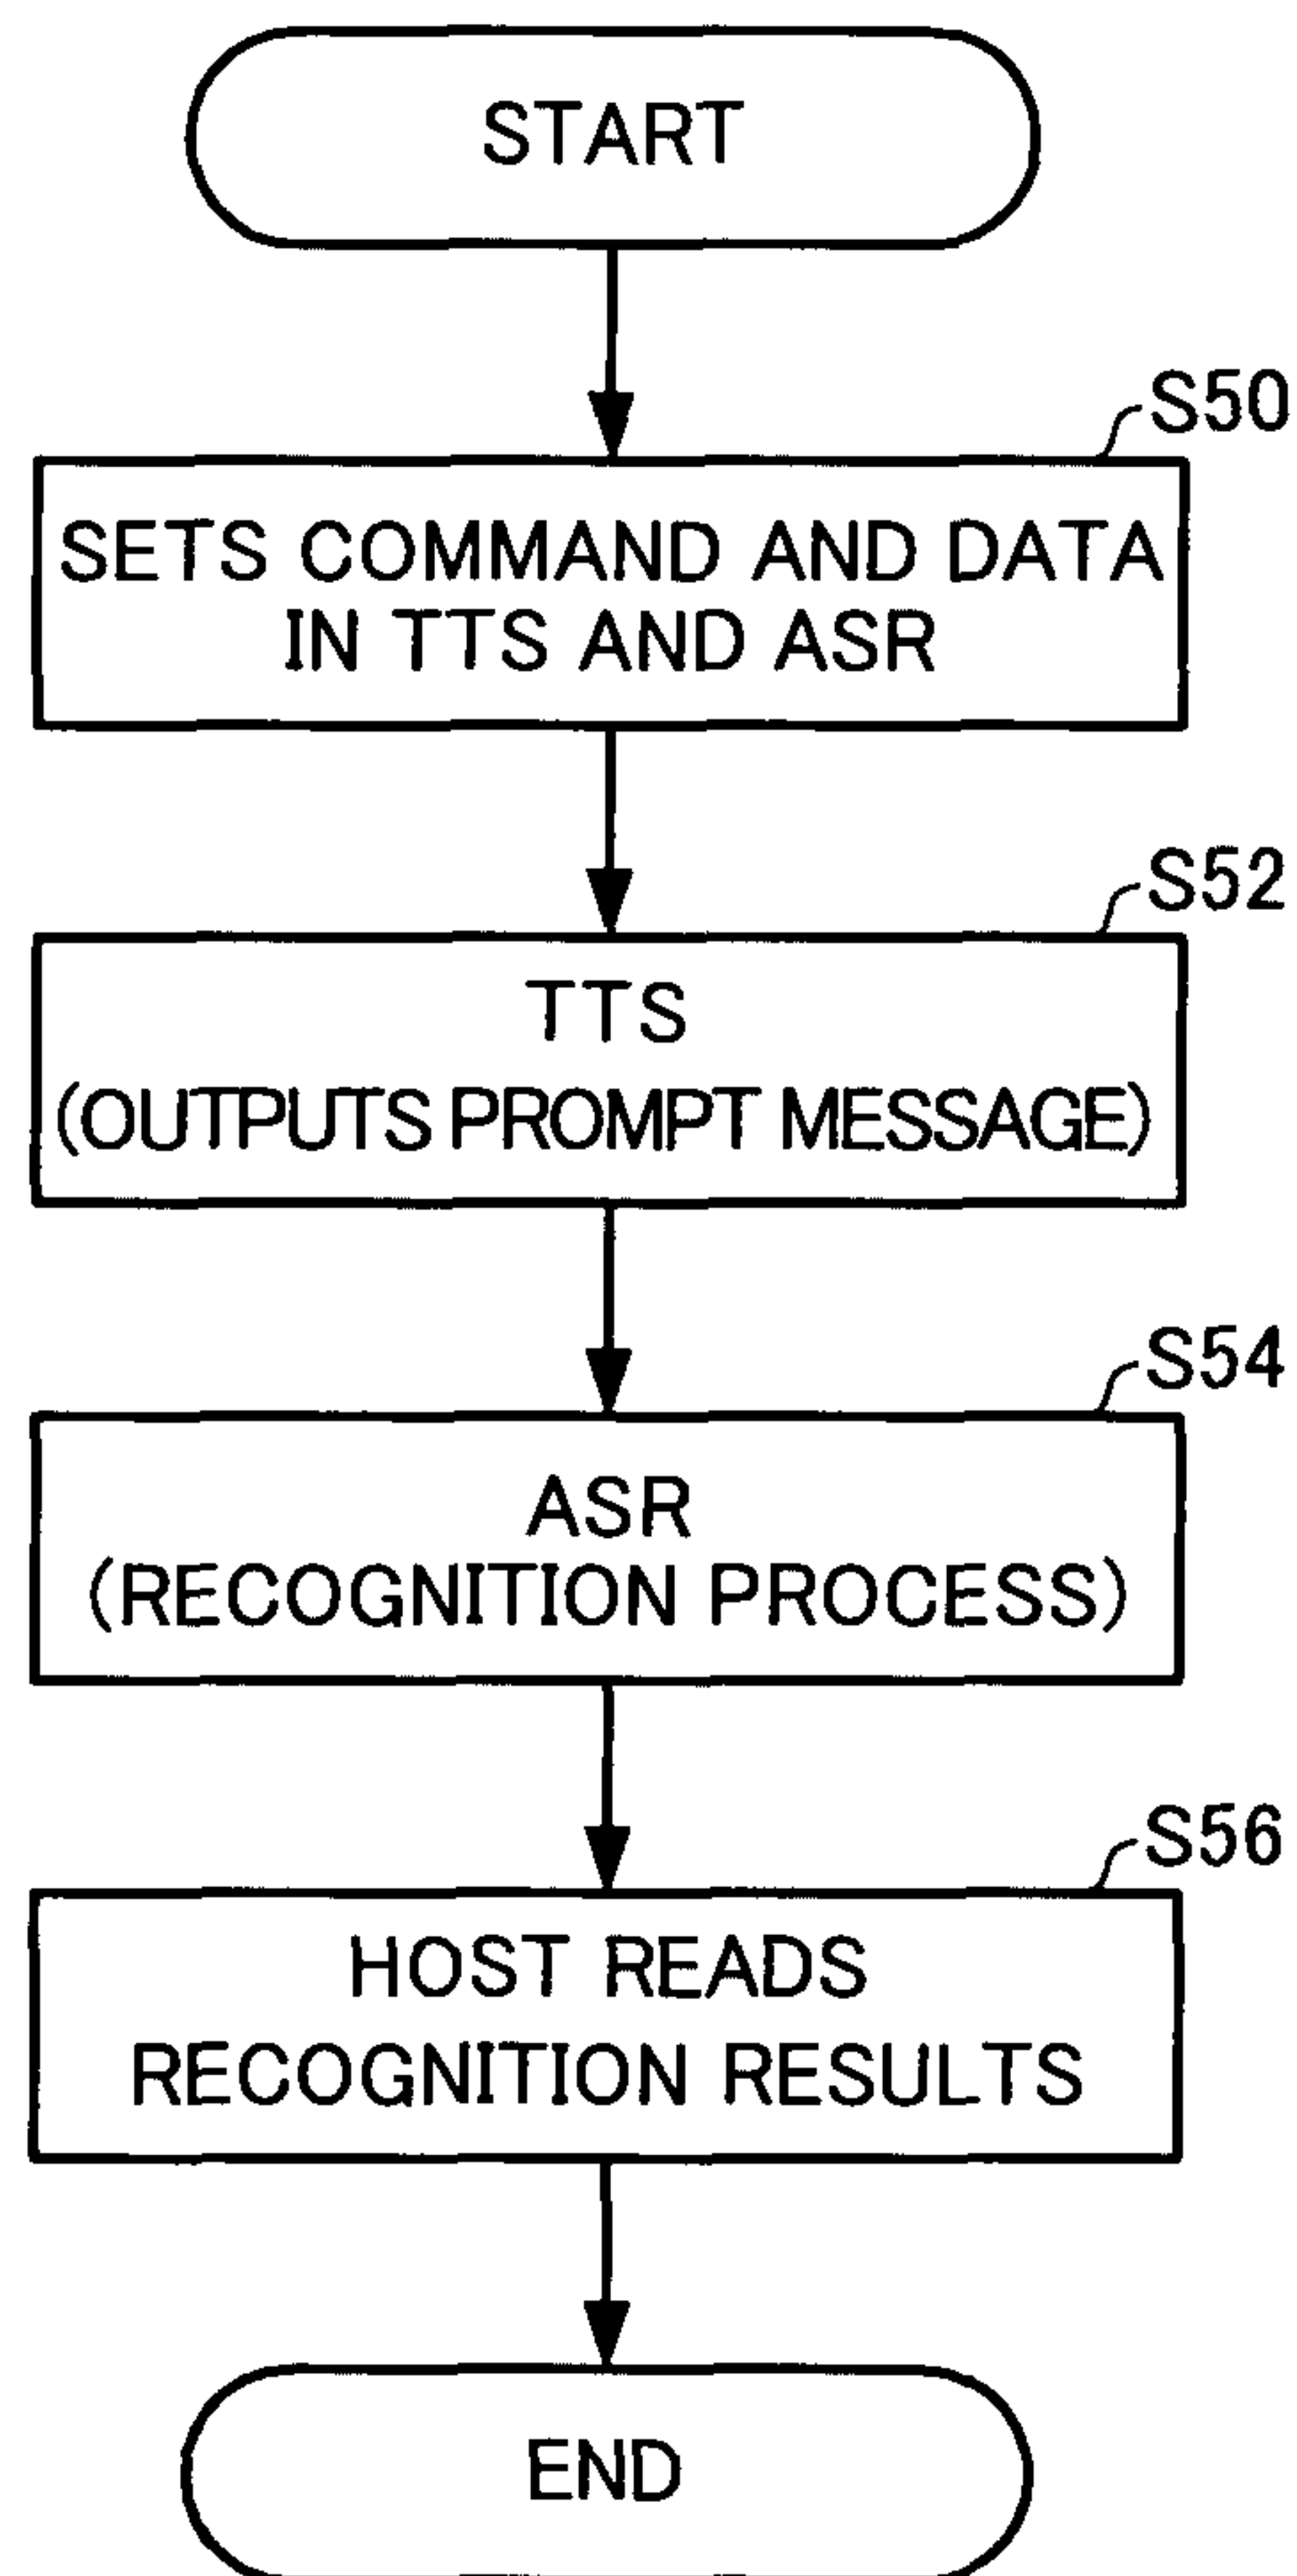 START
S50
SETS COMMAND AND DATA
IN TTS AND ASR
S52
TTS
(OUTPUTS PROMPT MESSAGE)
S54
ASR
(RECOGNITION PROCESS)
S56
HOST READS
RECOGNITION RESULTS
END